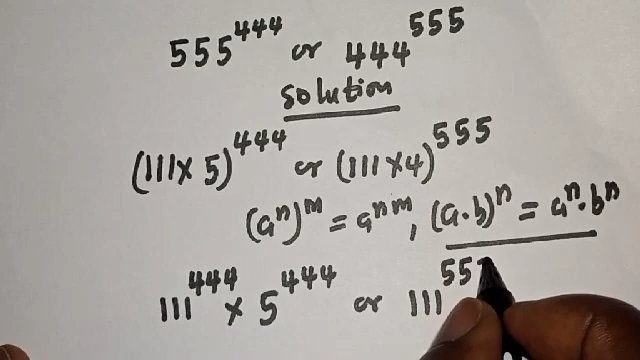 555^444 or 444^555
Solution
(111×5)^444 or (111×4)^555
(a^n)^m = a^nm, (a·b)^n = a^n·b^n
111^444 × 5^444 or 111^55